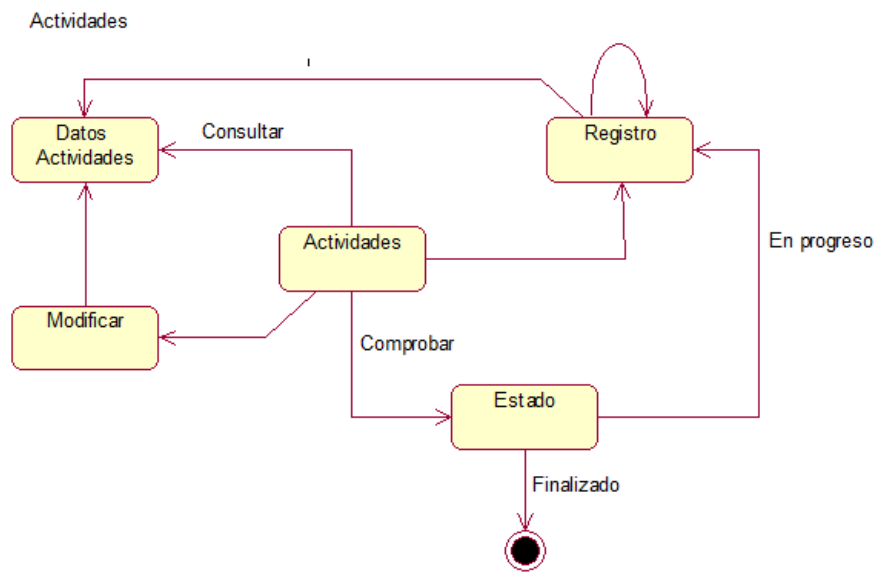 Actividades
Consultar
Datos
Actividades
Registro
Actividades
En progreso
Modificar
Comprobar
Estado
Finalizado